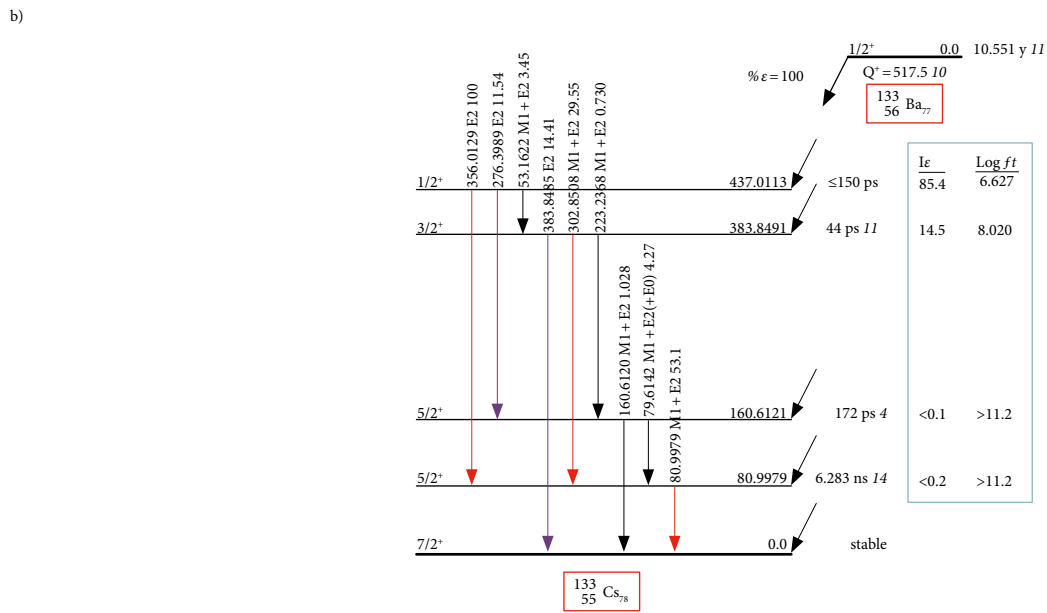 b)
1/2⁺ 0.0 10.551 y 11
% ε = 100
Q⁺ = 517.5 10
¹³³₅₆Ba₇₇
356.0129 E2 100
276.3989 E2 11.54
53.1622 M1 + E2 3.45
383.8485 E2 14.41
302.8508 M1 + E2 29.55
223.2368 M1 + E2 0.730
160.6120 M1 + E2 1.028
79.6142 M1 + E2(+E0) 4.27
80.9979 M1 + E2 53.1
Iε Log ft
1/2⁺ 437.0113 ≤150 ps 85.4 6.627
3/2⁺ 383.8491 44 ps 11 14.5 8.020
5/2⁺ 160.6121 172 ps 4 <0.1 >11.2
5/2⁺ 80.9979 6.283 ns 14 <0.2 >11.2
7/2⁺ 0.0 stable
¹³³₅₅Cs₇₈